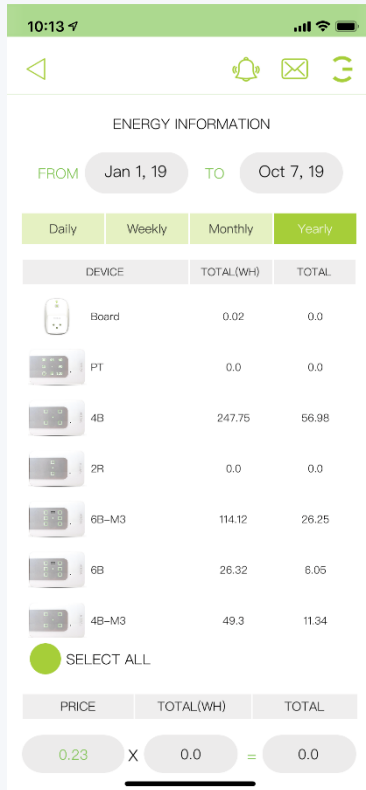 10:13
ENERGY INFORMATION
FROM Jan 1, 19 TO Oct 7, 19
Daily Weekly Monthly Yearly
DEVICE TOTAL(WH) TOTAL
Board 0.02 0.0
PT 0.0 0.0
4B 247.75 56.98
2R 0.0 0.0
6B-M3 114.12 26.25
6B 26.32 6.05
4B-M3 49.3 11.34
SELECT ALL
PRICE TOTAL(WH) TOTAL
0.23 X 0.0 = 0.0